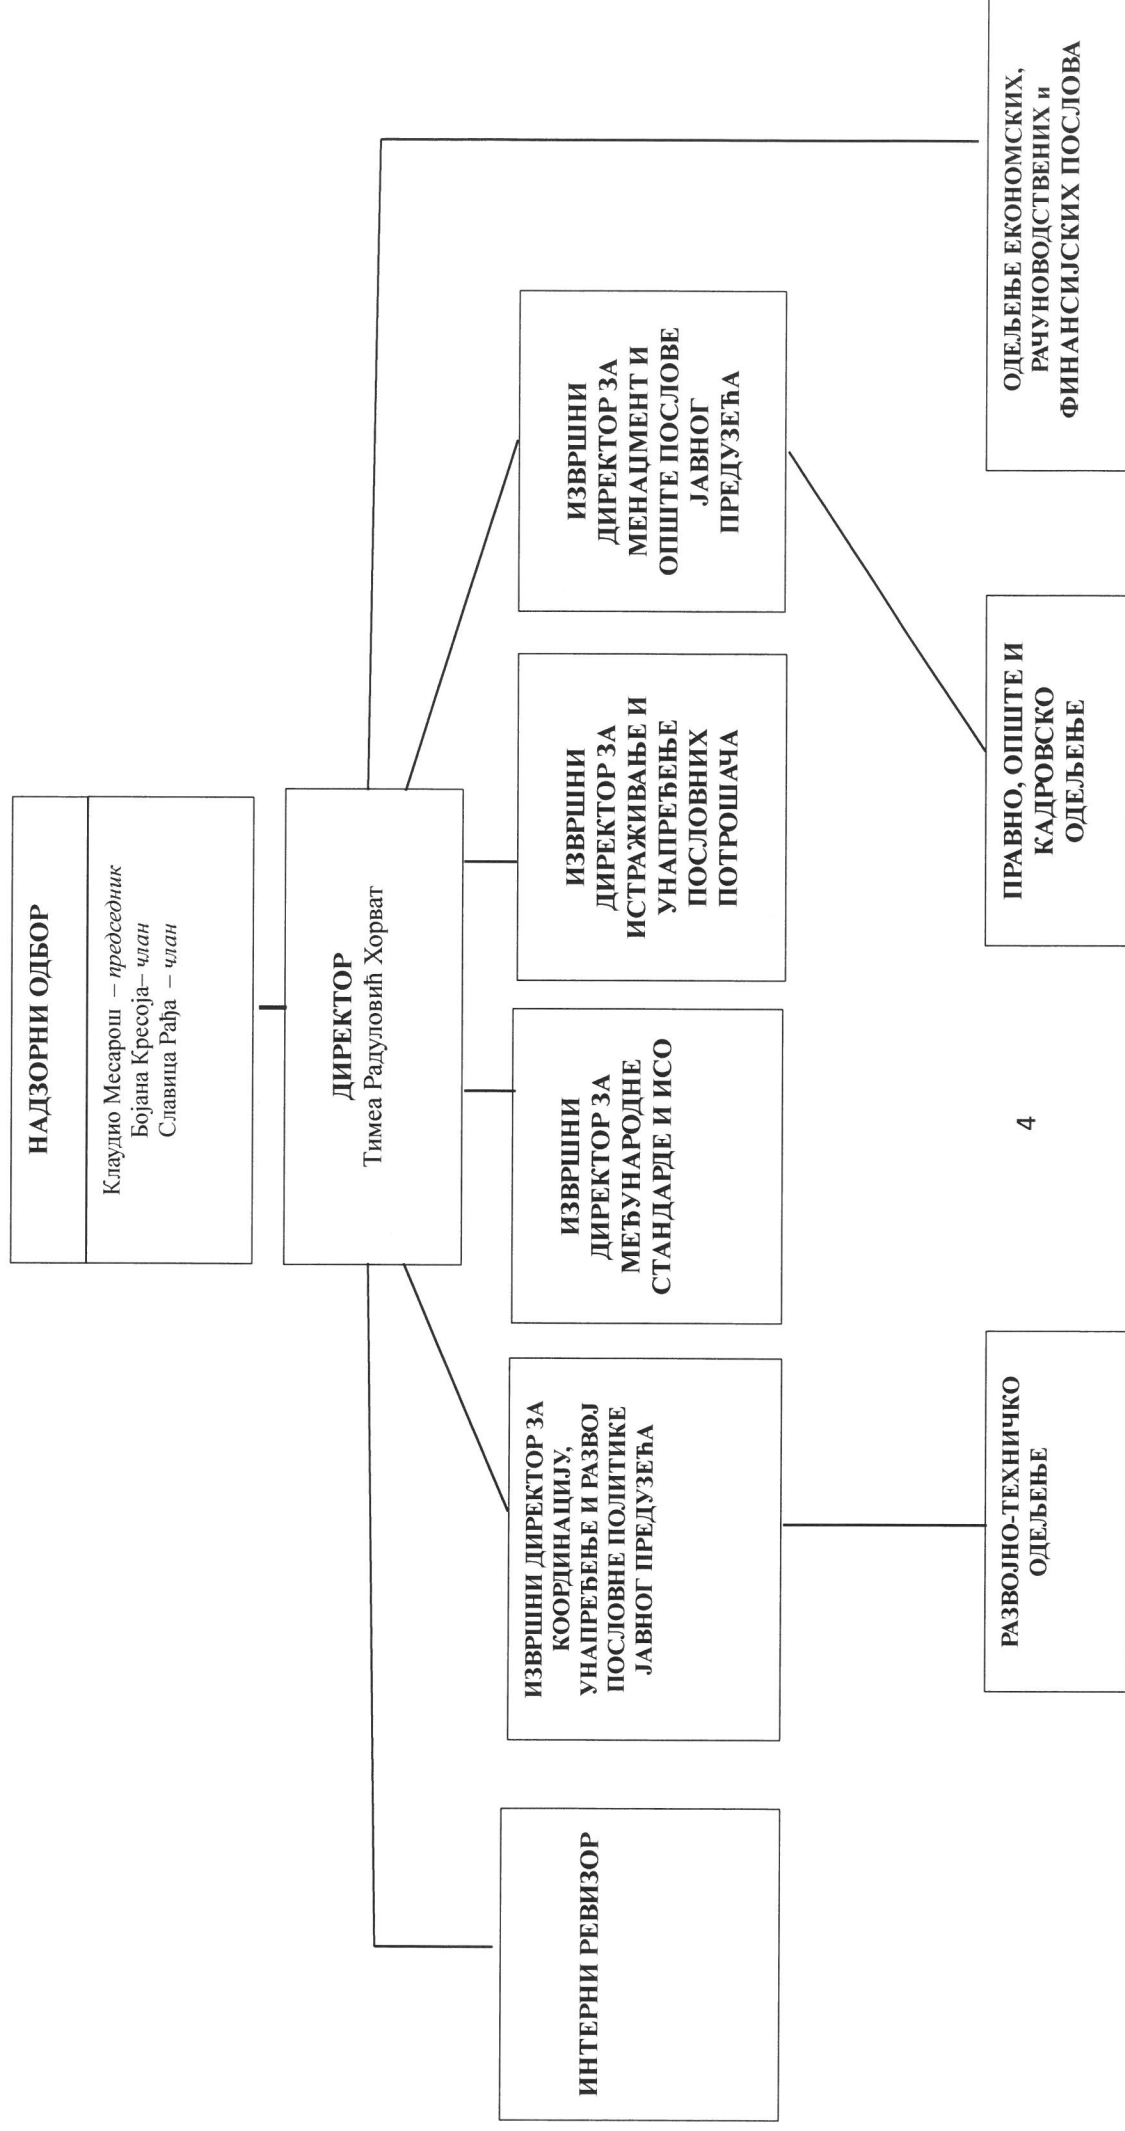 НАДЗОРНИ ОДБОР
Клаудио Месарош – председник
Бојана Кресоја– члан
Славица Рађа – члан
ДИРЕКТОР
Тимеа Радуловић Хорват
ИНТЕРНИ РЕВИЗОР
ИЗВРШНИ ДИРЕКТОР ЗА
КООРДИНАЦИЈУ,
УНАПРЕЂЕЊЕ И РАЗВОЈ
ПОСЛОВНЕ ПОЛИТИКЕ
ЈАВНОГ ПРЕДУЗЕЋА
ИЗВРШНИ
ДИРЕКТОР ЗА
МЕЂУНАРОДНЕ
СТАНДАРДЕ И ИСО
ИЗВРШНИ
ДИРЕКТОР ЗА
ИСТРАЖИВАЊЕ И
УНАПРЕЂЕЊЕ
ПОСЛОВНИХ
ПОТРОШАЧА
ИЗВРШНИ
ДИРЕКТОР ЗА
МЕНАЏМЕНТ И
ОПШТЕ ПОСЛОВЕ
ЈАВНОГ
ПРЕДУЗЕЋА
РАЗВОЈНО-ТЕХНИЧКО
ОДЕЉЕЊЕ
4
ПРАВНО, ОПШТЕ И
КАДРОВСКО
ОДЕЉЕЊЕ
ОДЕЉЕЊЕ ЕКОНОМСКИХ,
РАЧУНОВОДСТВЕНИХ и
ФИНАНСИЈСКИХ ПОСЛОВА